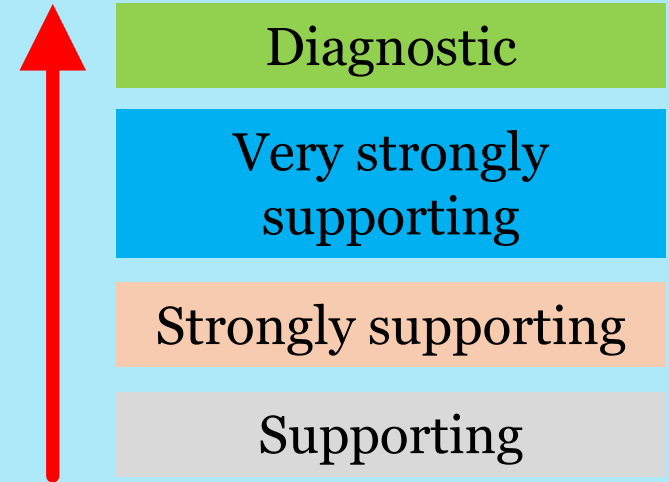 Diagnostic
Very strongly
supporting
Strongly supporting
Supporting